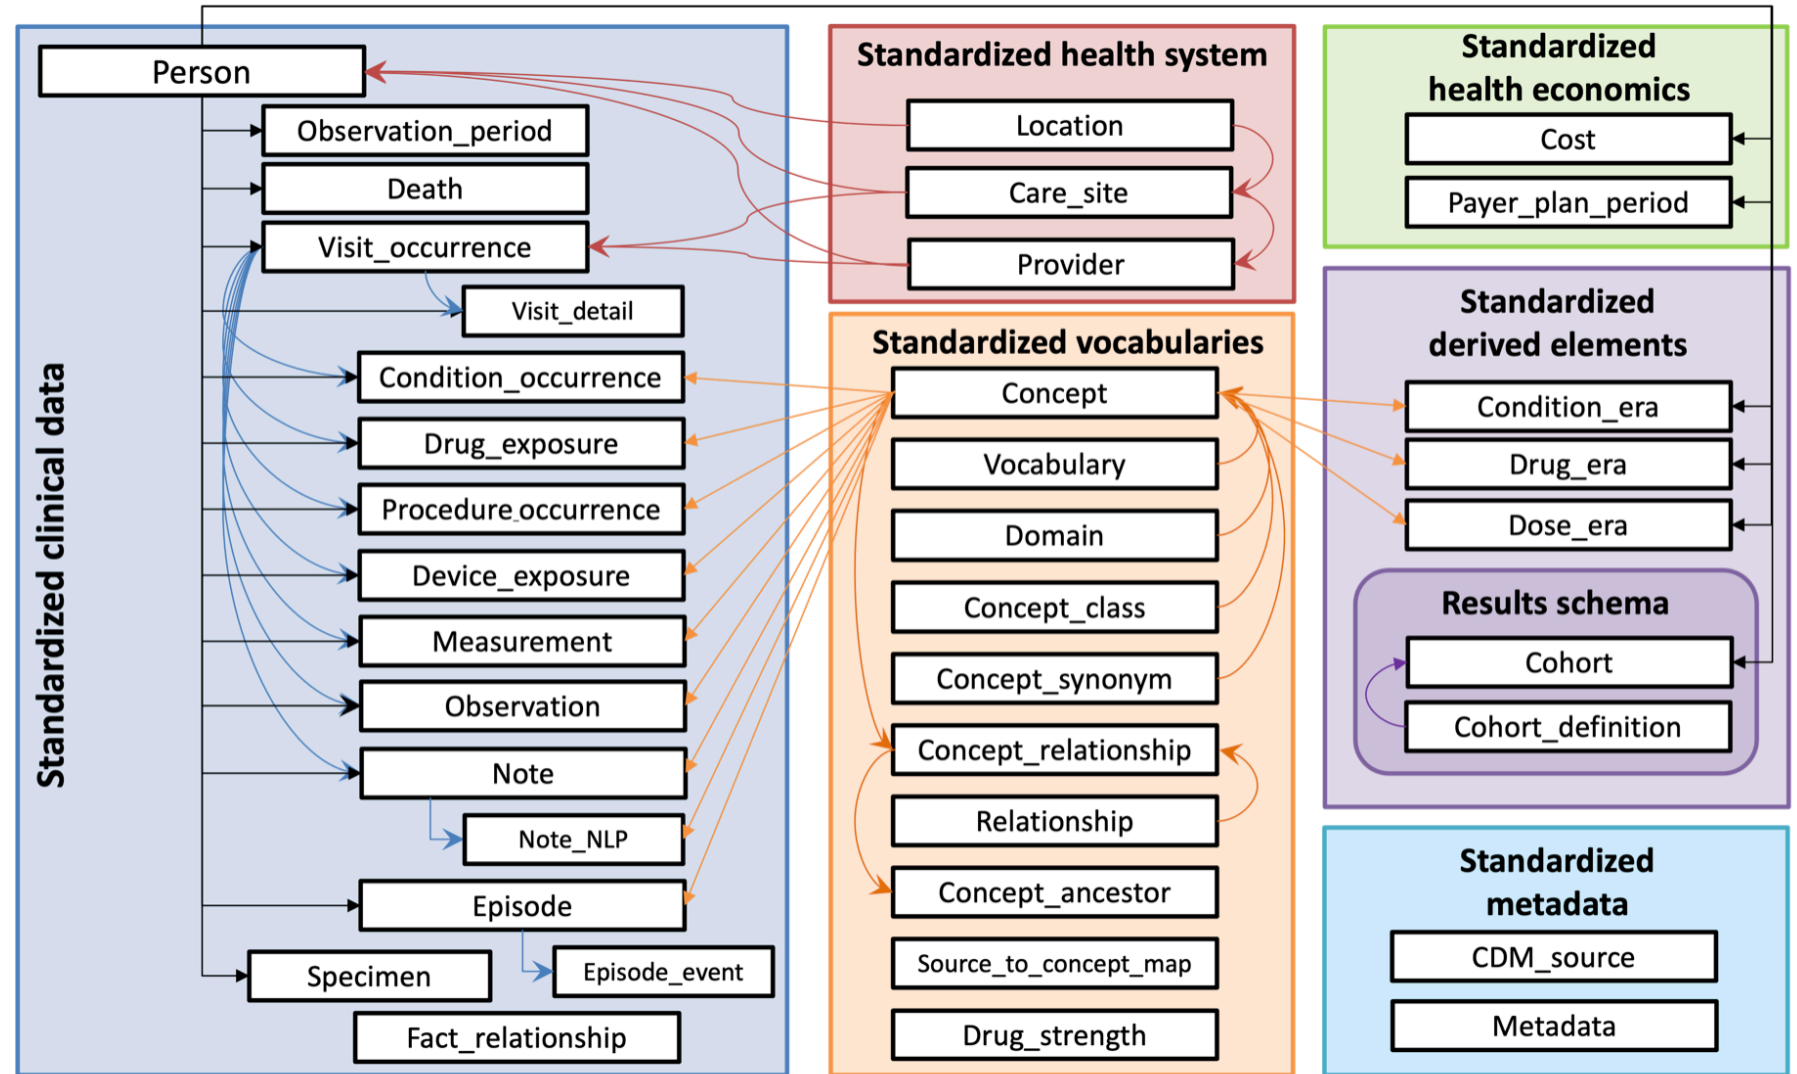 Standardized clinical data
Person
Observation_period
Death
Visit_occurrence
Visit_detail
Condition_occurrence
Drug_exposure
Procedure_occurrence
Device_exposure
Measurement
Observation
Note
Note_NLP
Episode
Specimen
Episode_event
Fact_relationship
Standardized health system
Location
Care_site
Provider
Standardized vocabularies
Concept
Vocabulary
Domain
Concept_class
Concept_synonym
Concept_relationship
Relationship
Concept_ancestor
Source_to_concept_map
Drug_strength
Standardized
health economics
Cost
Payer_plan_period
Standardized
derived elements
Condition_era
Drug_era
Dose_era
Results schema
Cohort
Cohort_definition
Standardized
metadata
CDM_source
Metadata